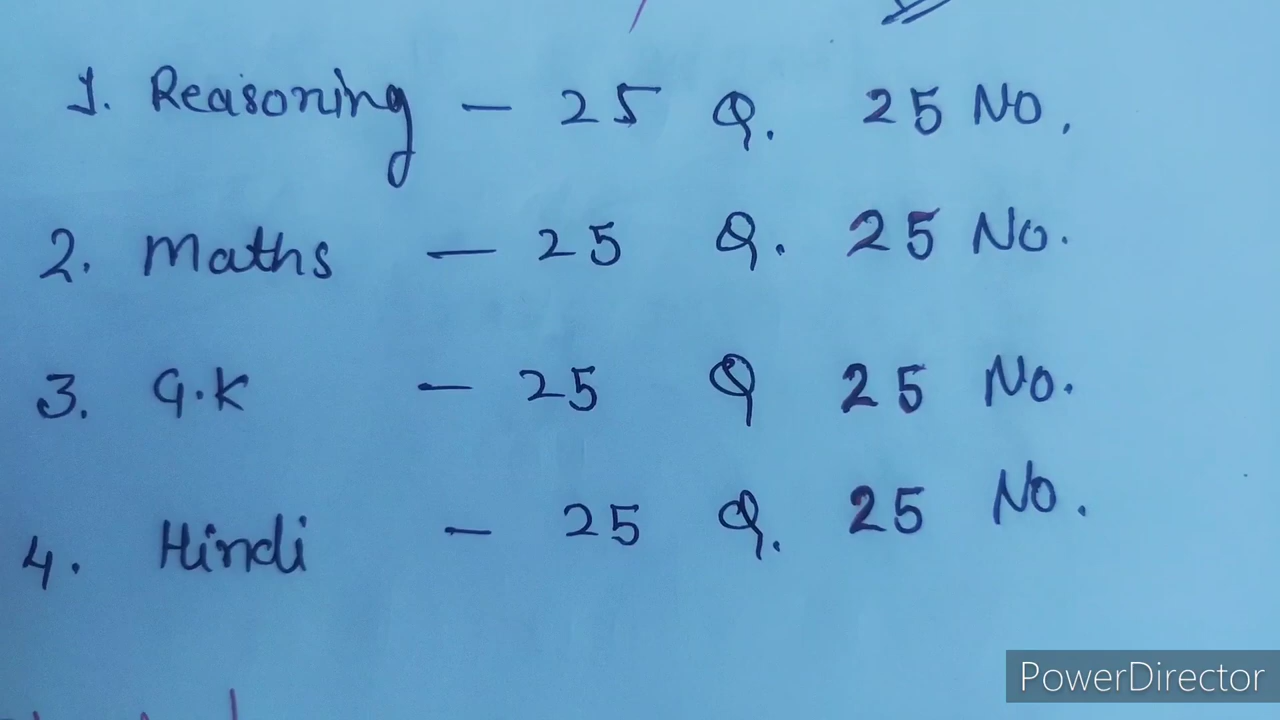 1. Reasoning — 25 Q. 25 No.
2. Maths — 25 Q. 25 No.
3. G.K — 25 Q 25 No.
4. Hindi — 25 Q. 25 No.
PowerDirector